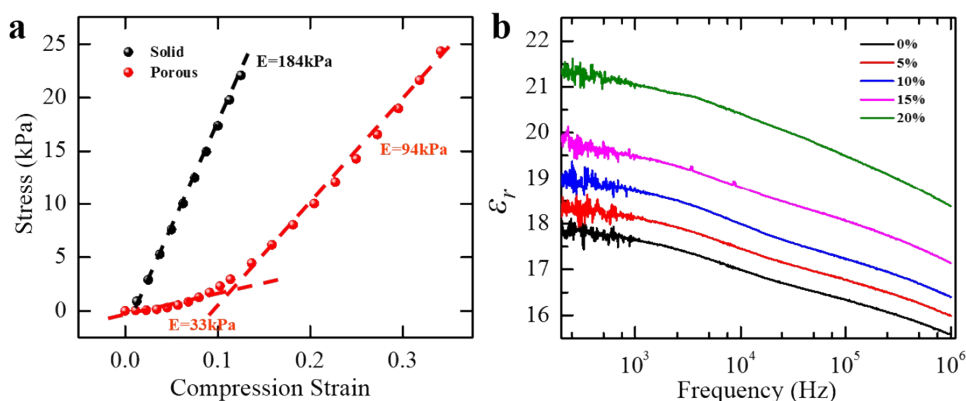 a
Solid
Porous
E=184kPa
E=94kPa
E=33kPa
Stress (kPa)
25
20
15
10
5
0
0.0 0.1 0.2 0.3
Compression Strain
b
0%
5%
10%
15%
20%
εr
22
21
20
19
18
17
16
10³ 10⁴ 10⁵ 10⁶
Frequency (Hz)